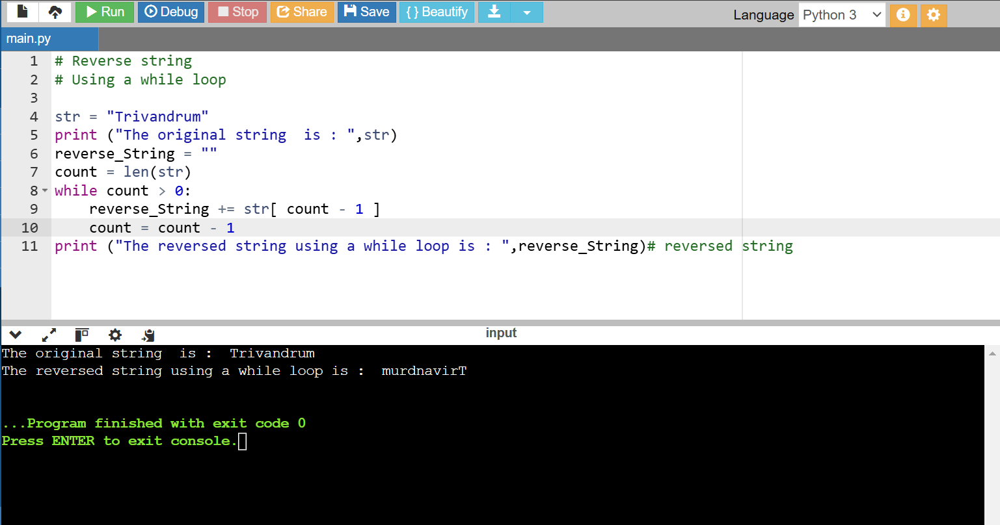 Run Debug Stop Share Save {} Beautify Language Python 3
main.py
1 # Reverse string
2 # Using a while loop
3
4 str = "Trivandrum"
5 print ("The original string  is : ",str)
6 reverse_String = ""
7 count = len(str)
8 while count > 0:
9     reverse_String += str[ count - 1 ]
10     count = count - 1
11 print ("The reversed string using a while loop is : ",reverse_String)# reversed string
input
The original string  is :  Trivandrum
The reversed string using a while loop is :  murdnavirT
...Program finished with exit code 0
Press ENTER to exit console.